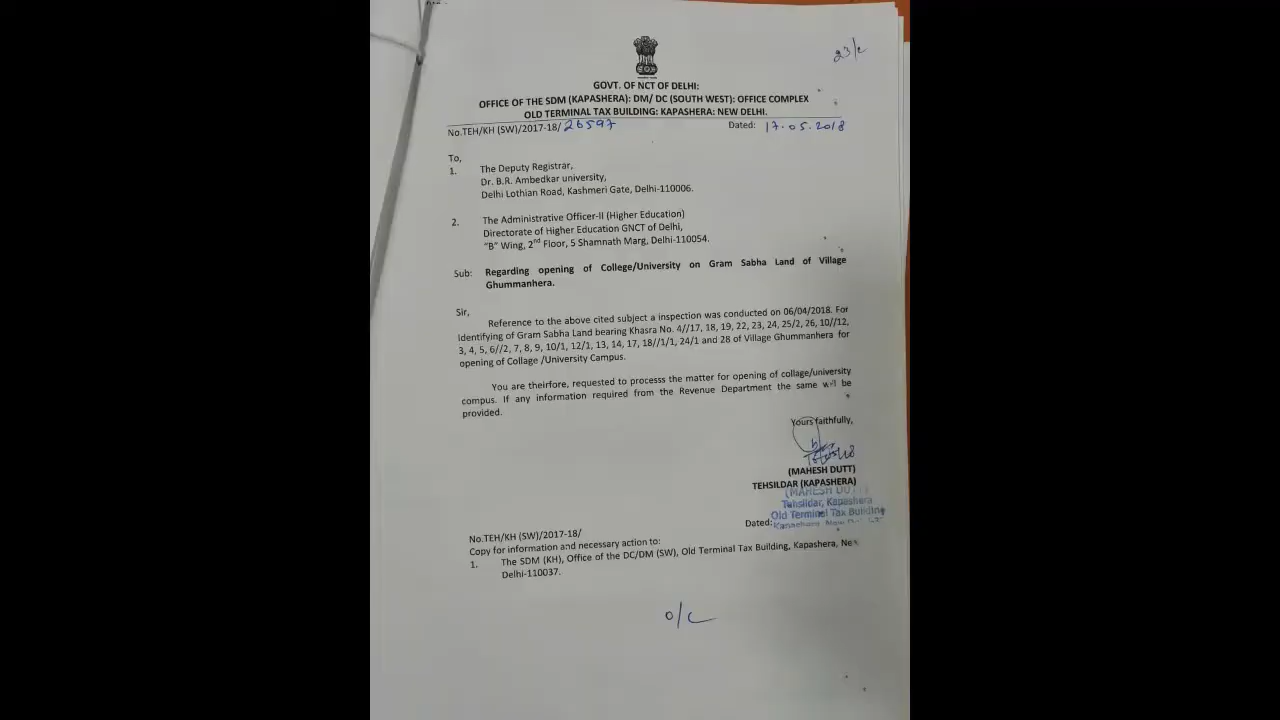 23/c
GOVT. OF NCT OF DELHI:
OFFICE OF THE SDM (KAPASHERA): DM/ DC (SOUTH WEST): OFFICE COMPLEX
OLD TERMINAL TAX BUILDING: KAPASHERA: NEW DELHI.
No.TEH/KH (SW)/2017-18/26597 Dated: 17.05.2018
To,
1. The Deputy Registrar,
Dr. B.R. Ambedkar university,
Delhi Lothian Road, Kashmeri Gate, Delhi-110006.
2. The Administrative Officer-II (Higher Education)
Directorate of Higher Education GNCT of Delhi,
"B" Wing, 2nd Floor, 5 Shamnath Marg, Delhi-110054.
Sub: Regarding opening of College/University on Gram Sabha Land of Village
Ghummanhera.
Sir,
Reference to the above cited subject a inspection was conducted on 06/04/2018. For
Identifying of Gram Sabha Land bearing Khasra No. 4//17, 18, 19, 22, 23, 24, 25/2, 26, 10//12,
3, 4, 5, 6//2, 7, 8, 9, 10/1, 12/1, 13, 14, 17, 18//1/1, 24/1 and 28 of Village Ghummanhera for
opening of Collage /University Campus.
You are theirfore, requested to processs the matter for opening of collage/university
compus. If any information required from the Revenue Department the same will be
provided.
Yours faithfully,
(MAHESH DUTT)
TEHSILDAR (KAPASHERA)
(MAHESH DUTT)
Tehsildar, Kapashera
Old Terminal Tax Building
Dated: Kapashera, New
No.TEH/KH (SW)/2017-18/
Copy for information and necessary action to:
1. The SDM (KH), Office of the DC/DM (SW), Old Terminal Tax Building, Kapashera, New
Delhi-110037.
o/c